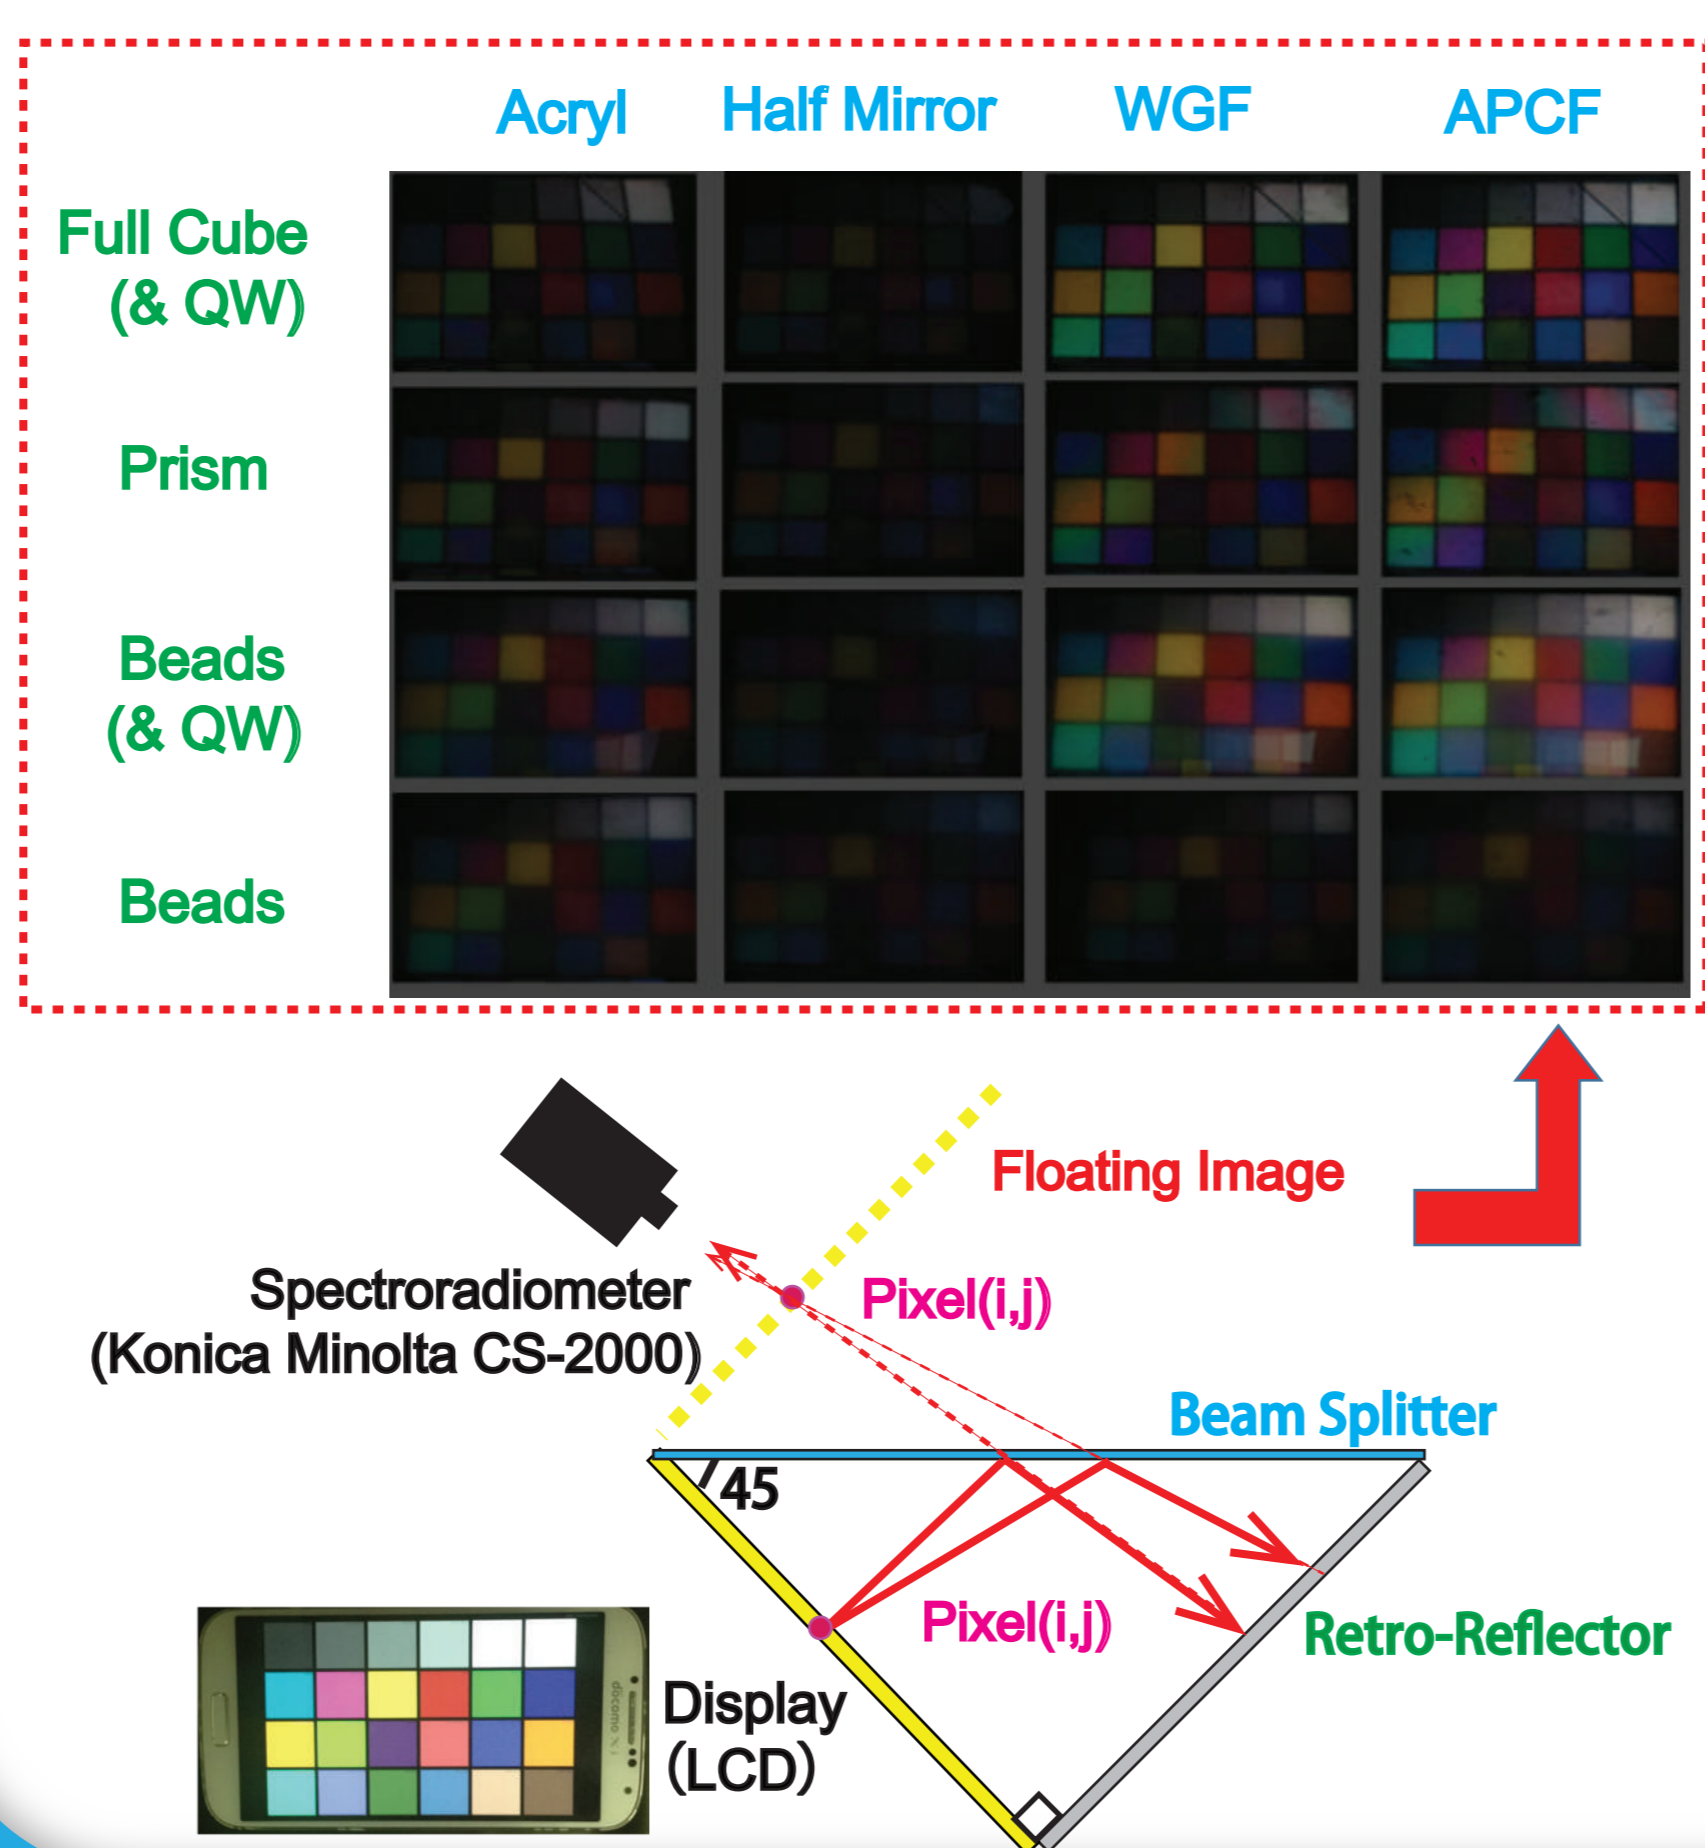 Acryl Half Mirror WGF APCF
Full Cube
(& QW)
Prism
Beads
(& QW)
Beads
Floating Image
Spectroradiometer
(Konica Minolta CS-2000)
Pixel(i,j)
Beam Splitter
45
Pixel(i,j)
Retro-Reflector
Display
(LCD)
docomo